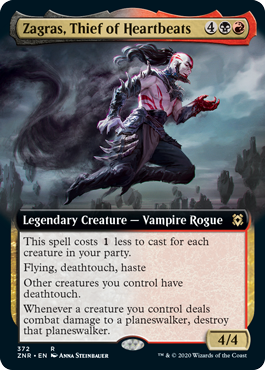 Zagras, Thief of Heartbeats 4
Legendary Creature — Vampire Rogue
This spell costs 1 less to cast for each
creature in your party.
Flying, deathtouch, haste
Other creatures you control have
deathtouch.
Whenever a creature you control deals
combat damage to a planeswalker, destroy
that planeswalker.
4/4
372 R
ZNR • EN Anna Steinbauer ™ & © 2020 Wizards of the Coast